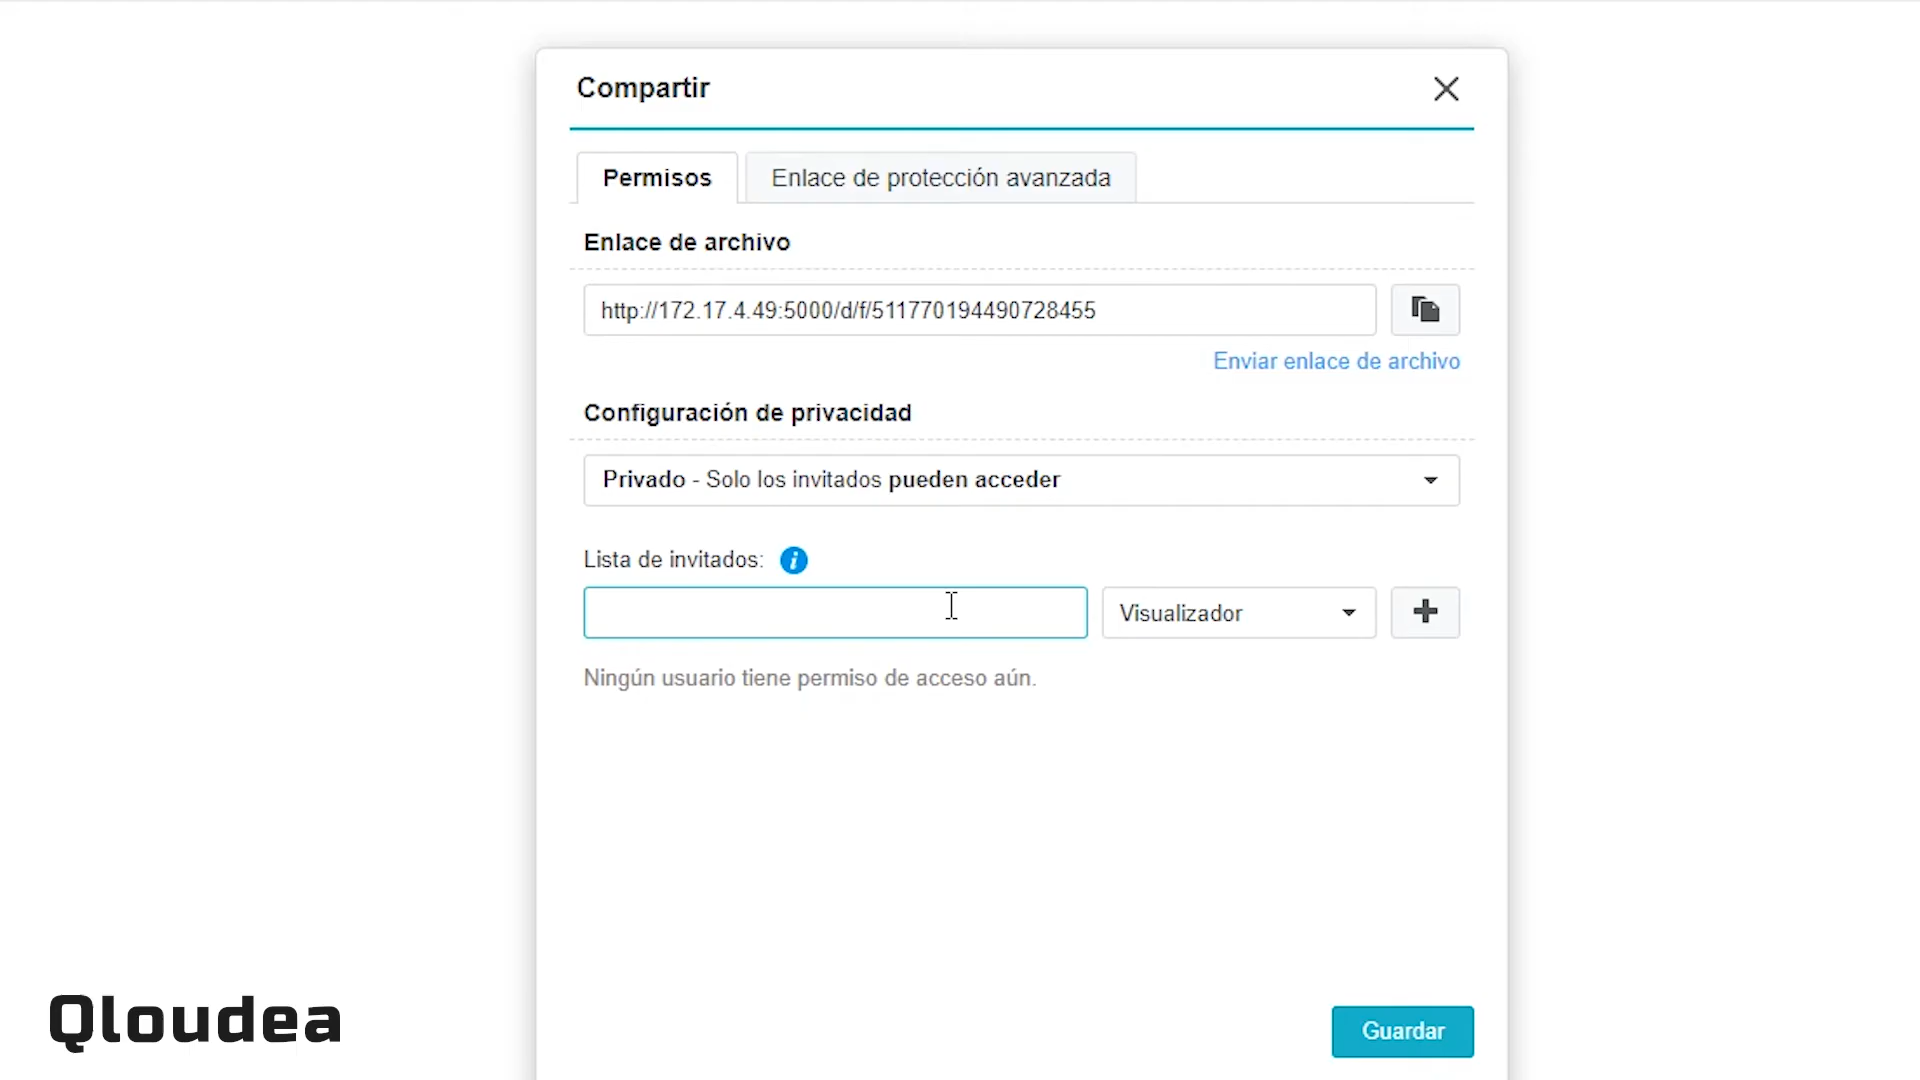 Compartir
Permisos
Enlace de protección avanzada
Enlace de archivo
http://172.17.4.49:5000/d/f/511770194490728455
Enviar enlace de archivo
Configuración de privacidad
Privado - Solo los invitados pueden acceder
Lista de invitados:
Visualizador
Ningún usuario tiene permiso de acceso aún.
Guardar
Qloudea